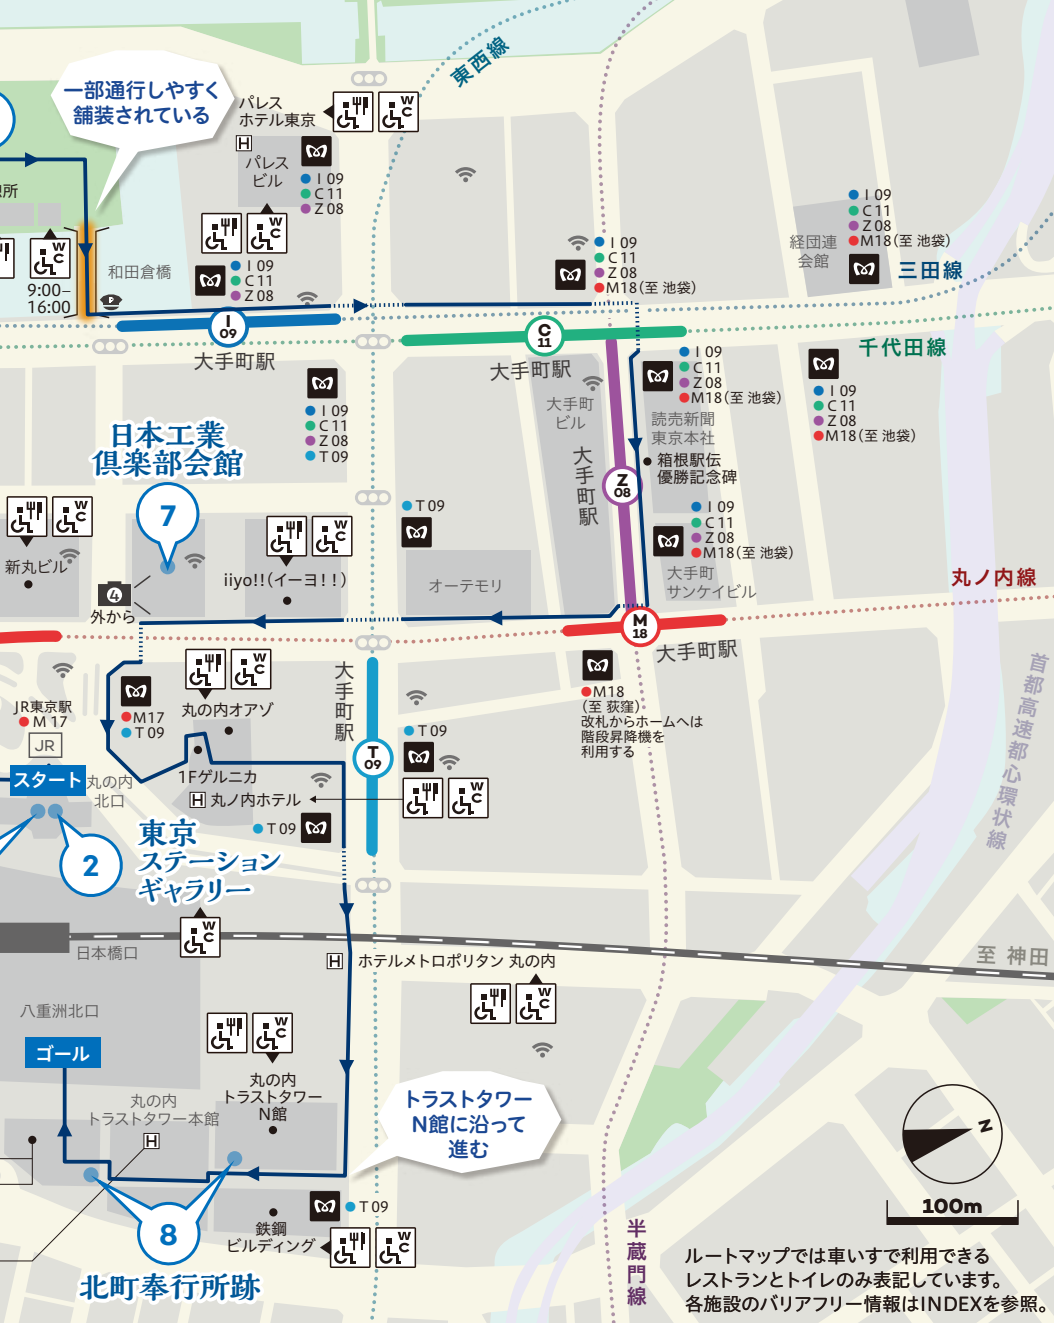 一部通行しやすく
舗装されている
東西線
パレス
ホテル東京
WC
H
パレス
ビル
I 09
C 11
Z 08
WC
WC
9:00–
16:00
和田倉橋
P
I 09
C 11
Z 08
I 09
C 11
Z 08
M18(至 池袋)
I 09
C 11
Z 08
M18(至 池袋)
経団連
会館
三田線
I
09
大手町駅
C
11
大手町駅
千代田線
I 09
C 11
Z 08
T 09
大手町
ビル
I 09
C 11
Z 08
M18(至 池袋)
読売新聞
東京本社
箱根駅伝
優勝記念碑
I 09
C 11
Z 08
M18(至 池袋)
日本工業
倶楽部会館
7
大手町駅
Z
08
T 09
I 09
C 11
Z 08
M18(至 池袋)
大手町
サンケイビル
WC
新丸ビル
WC
iiyo!!(イーヨ!!)
オーテモリ
4
外から
丸ノ内線
M
18
大手町駅
M18
(至 荻窪)
改札からホームへは
階段昇降機を
利用する
首都高速都心環状線
WC
丸の内オアゾ
大手町駅
JR東京駅
M 17
JR
M17
T 09
T
09
T 09
WC
スタート
丸の内
北口
1Fゲルニカ
H
丸ノ内ホテル
T 09
2
東京
ステーション
ギャラリー
WC
日本橋口
H
ホテルメトロポリタン 丸の内
WC
至 神田
八重洲北口
ゴール
WC
丸の内
トラストタワー
N館
丸の内
トラストタワー本館
H
トラストタワー
N館に沿って
進む
8
北町奉行所跡
T 09
鉄鋼
ビルディング
WC
半蔵門線
N
100m
ルートマップでは車いすで利用できる
レストランとトイレのみ表記しています。
各施設のバリアフリー情報はINDEXを参照。